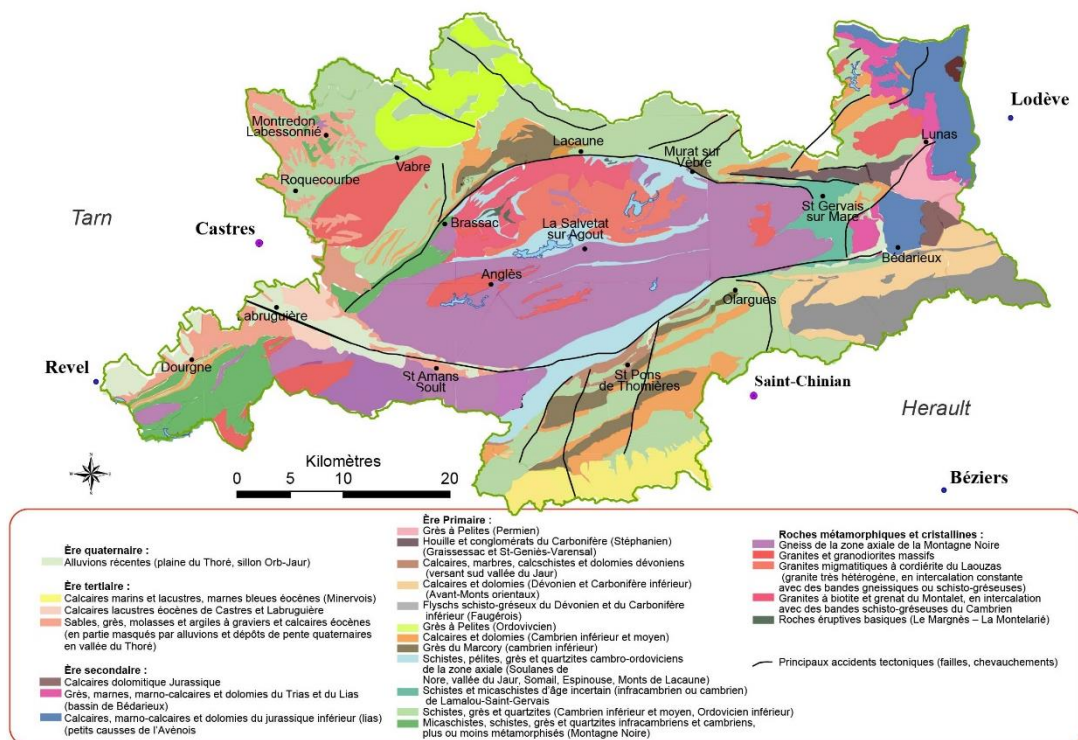 Lodève
Montredon
Labessonnié
Lacaune
Lunas
Murat sur
Vèbre
Vabre
Roquecourbe
Tarn
St Gervais
sur Mare
Brassac
La Salvetat
sur Agout
Castres
Bédarieux
Anglès
Olargues
Labruguière
Revel
Dourgne
St Amans
Soult
St Pons
de Thomières
Saint-Chinian
Herault
Kilomètres
0 10 20
Béziers
Ère quaternaire :
Alluvions récentes (plaine du Thoré, sillon Orb-Jaur)
Ère tertiaire :
Calcaires marins et lacustres, marnes bleues éocènes (Minervois)
Calcaires lacustres éocènes de Castres et Labruguière)
Sables, grès, molasses et argiles à graviers et calcaires éocènes
(en partie masqués par alluvions et dépôts de pente quaternaires
en vallée du Thoré)
Ère secondaire :
Calcaires dolomitique Jurassique
Grès, marnes, marno-calcaires et dolomies du Trias et du Lias
(bassin de Bédarieux)
Calcaires, marno-calcaires et dolomies du jurassique inférieur (lias)
(petits causses de l'Avénois
Ère Primaire :
Grès à Pelites (Permien)
Houille et conglomérats du Carbonifère (Stéphanien)
(Graissessac et St-Geniès-Varensal)
Calcaires, marbres, calcschistes et dolomies dévoniens
(versant sud vallée du Jaur)
Calcaires et dolomies (Dévonien et Carbonifère inférieur)
(Avant-Monts orientaux)
Flyschs schisto-gréseux du Dévonien et du Carbonifère
inférieur (Faugérois)
Grès à Pelites (Ordovicien)
Calcaires et dolomies (Cambrien inférieur et moyen)
Grès du Marcory (cambrien inférieur)
Schistes, pélites, grès et quartzites cambro-ordoviciens
de la zone axiale (Soulanes de
Nore, vallée du Jaur, Somail, Espinouse, Monts de Lacaune)
Schistes et micaschistes d'âge incertain (infracambrien ou cambrien)
de Lamalou-Saint-Gervais
Schistes, grès et quartzites (Cambrien inférieur et moyen, Ordovicien inférieur)
Micaschistes, schistes, grès et quartzites infracambriens et cambriens,
plus ou moins métamorphisés (Montagne Noire)
Roches métamorphiques et cristallines :
Gneiss de la zone axiale de la Montagne Noire
Granites et granodiorites massifs
Granites migmatitiques à cordiérite du Laouzas
(granite très hétérogène, en intercalation constante
avec des bandes gneissiques ou schisto-gréseuses)
Granites à biotite et grenat du Montalet, en intercalation
avec des bandes schisto-gréseuses du Cambrien
Roches éruptives basiques (Le Margnès – La Montelarié)
Principaux accidents tectoniques (failles, chevauchements)